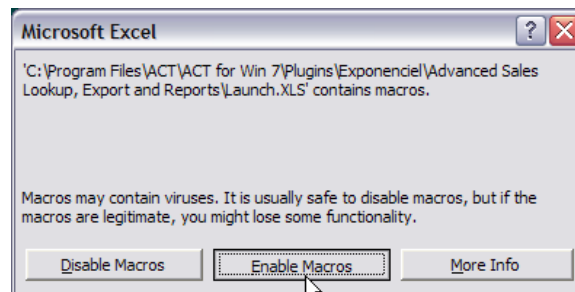 Microsoft Excel
'C:\Program Files\ACT\ACT for Win 7\Plugins\Exponenciel\Advanced Sales
Lookup, Export and Reports\Launch.XLS' contains macros.
Macros may contain viruses. It is usually safe to disable macros, but if the
macros are legitimate, you might lose some functionality.
Disable Macros Enable Macros More Info